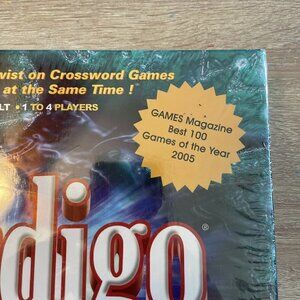 wist on Crossword Games
at the Same Time !
LT • 1 TO 4 PLAYERS
GAMES Magazine
Best 100
Games of the Year
2005
digo®